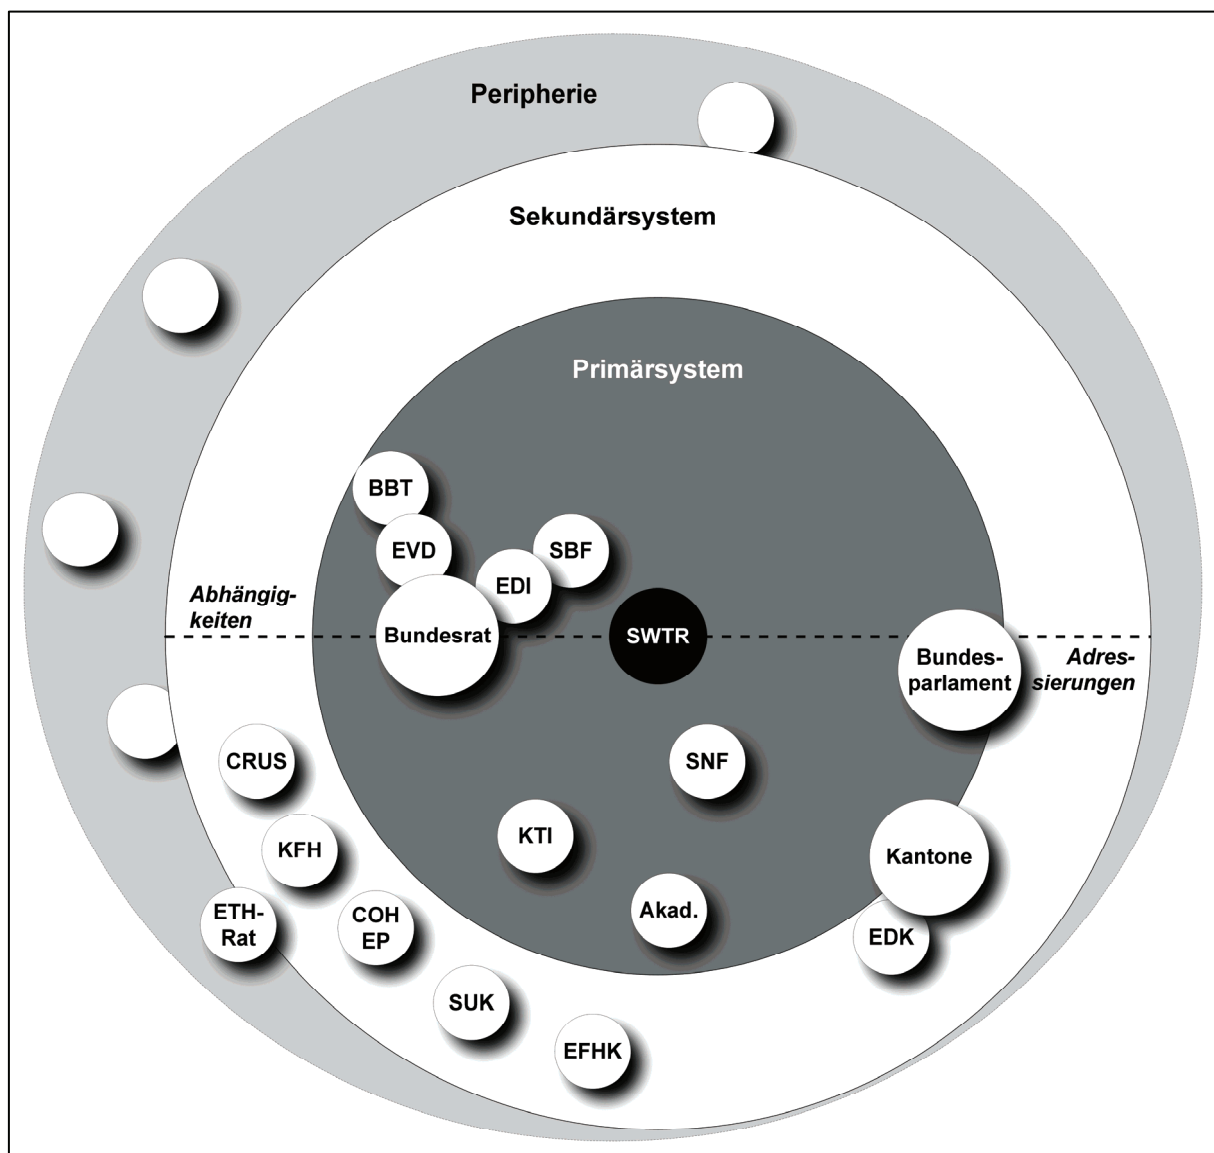 Peripherie
Sekundärsystem
Primärsystem
BBT
EVD
SBF
EDI
Abhängig-
keiten
Bundesrat
SWTR
Bundes-
parlament
Adres-
sierungen
CRUS
SNF
KFH
KTI
Kantone
ETH-
Rat
COH
EP
Akad.
EDK
SUK
EFHK